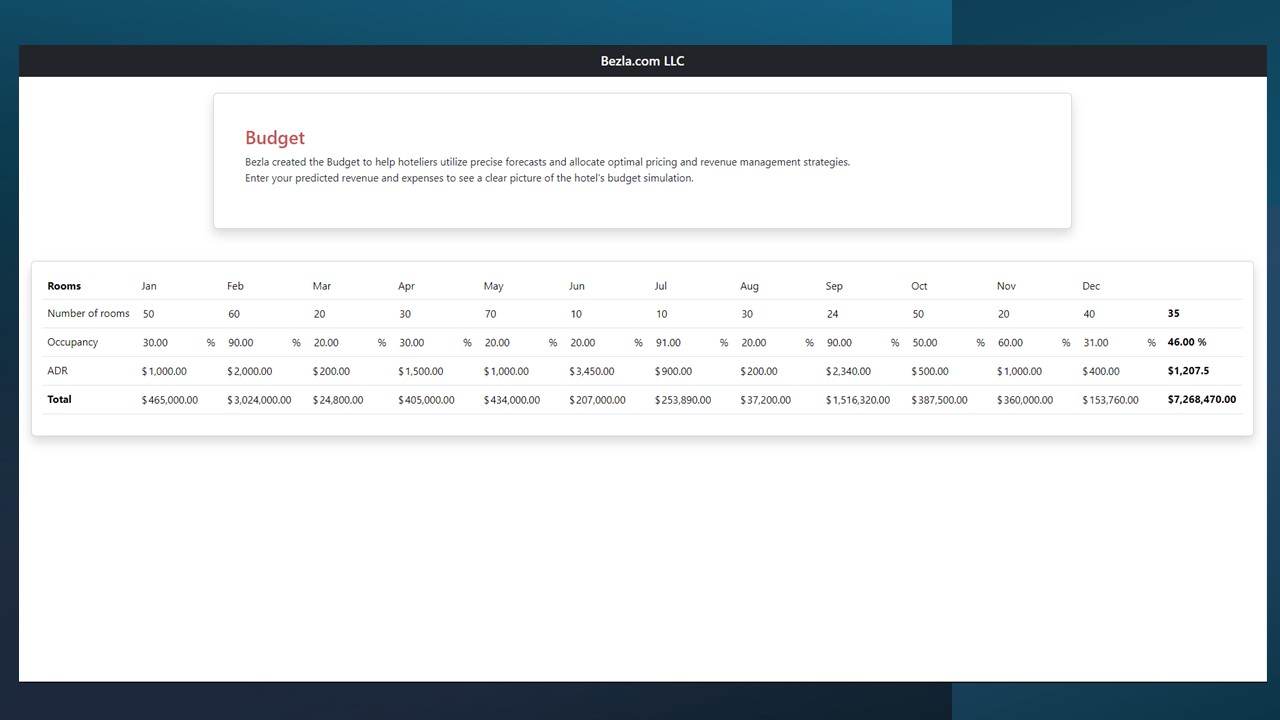 Bezla.com LLC
Budget
Bezla created the Budget to help hoteliers utilize precise forecasts and allocate optimal pricing and revenue management strategies.
Enter your predicted revenue and expenses to see a clear picture of the hotel's budget simulation.
Rooms Jan Feb Mar Apr May Jun Jul Aug Sep Oct Nov Dec
Number of rooms 50 60 20 30 70 10 10 30 24 50 20 40 35
Occupancy 30.00 % 90.00 % 20.00 % 30.00 % 20.00 % 20.00 % 91.00 % 20.00 % 90.00 % 50.00 % 60.00 % 31.00 % 46.00 %
ADR $1,000.00 $2,000.00 $200.00 $1,500.00 $1,000.00 $3,450.00 $900.00 $200.00 $2,340.00 $500.00 $1,000.00 $400.00 $1,207.5
Total $465,000.00 $3,024,000.00 $24,800.00 $405,000.00 $434,000.00 $207,000.00 $253,890.00 $37,200.00 $1,516,320.00 $387,500.00 $360,000.00 $153,760.00 $7,268,470.00